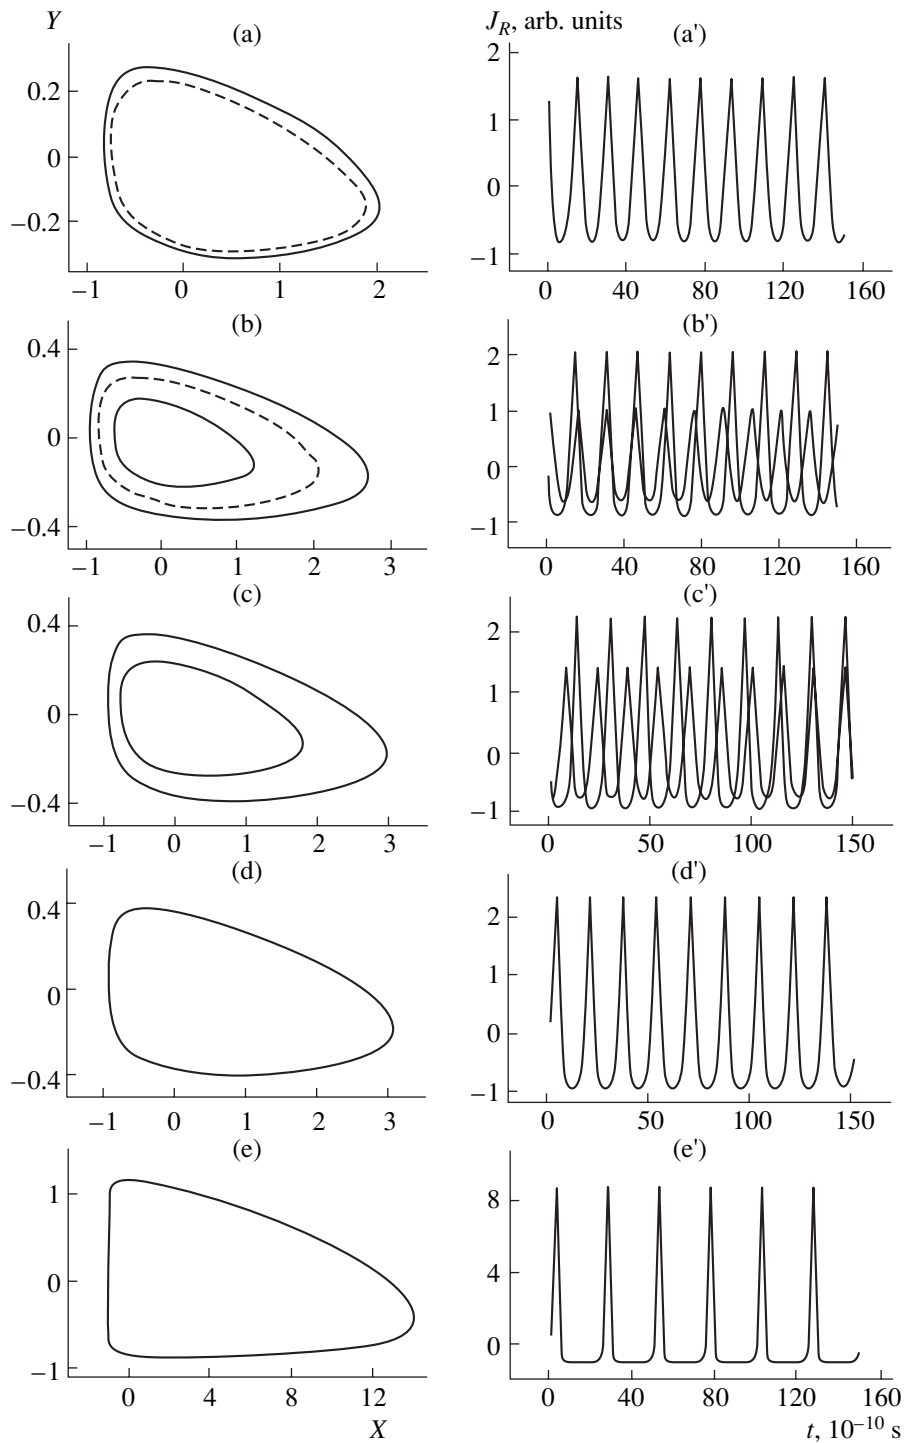 Y
(a)
J_R, arb. units
(a')
0.2
0
−0.2
−1 0 1 2
2
1
0
−1
0 40 80 120 160
(b)
0.4
0
−0.4
−1 0 1 2 3
(b')
2
1
0
−1
0 40 80 120 160
(c)
0.4
0
−0.4
−1 0 1 2 3
(c')
2
1
0
−1
0 50 100 150
(d)
0.4
0
−0.4
−1 0 1 2 3
(d')
2
1
0
−1
0 50 100 150
(e)
1
0
−1
0 4 8 12
X
(e')
8
4
0
0 40 80 120 160
t, 10⁻¹⁰ s